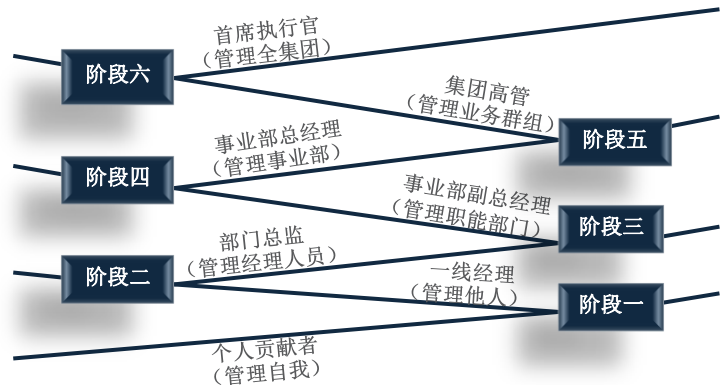 首席执行官
（管理全集团）
阶段六
集团高管
（管理业务群组）
阶段五
事业部总经理
（管理事业部）
阶段四
事业部副总经理
（管理职能部门）
阶段三
部门总监
（管理经理人员）
阶段二
一线经理
（管理他人）
阶段一
个人贡献者
（管理自我）